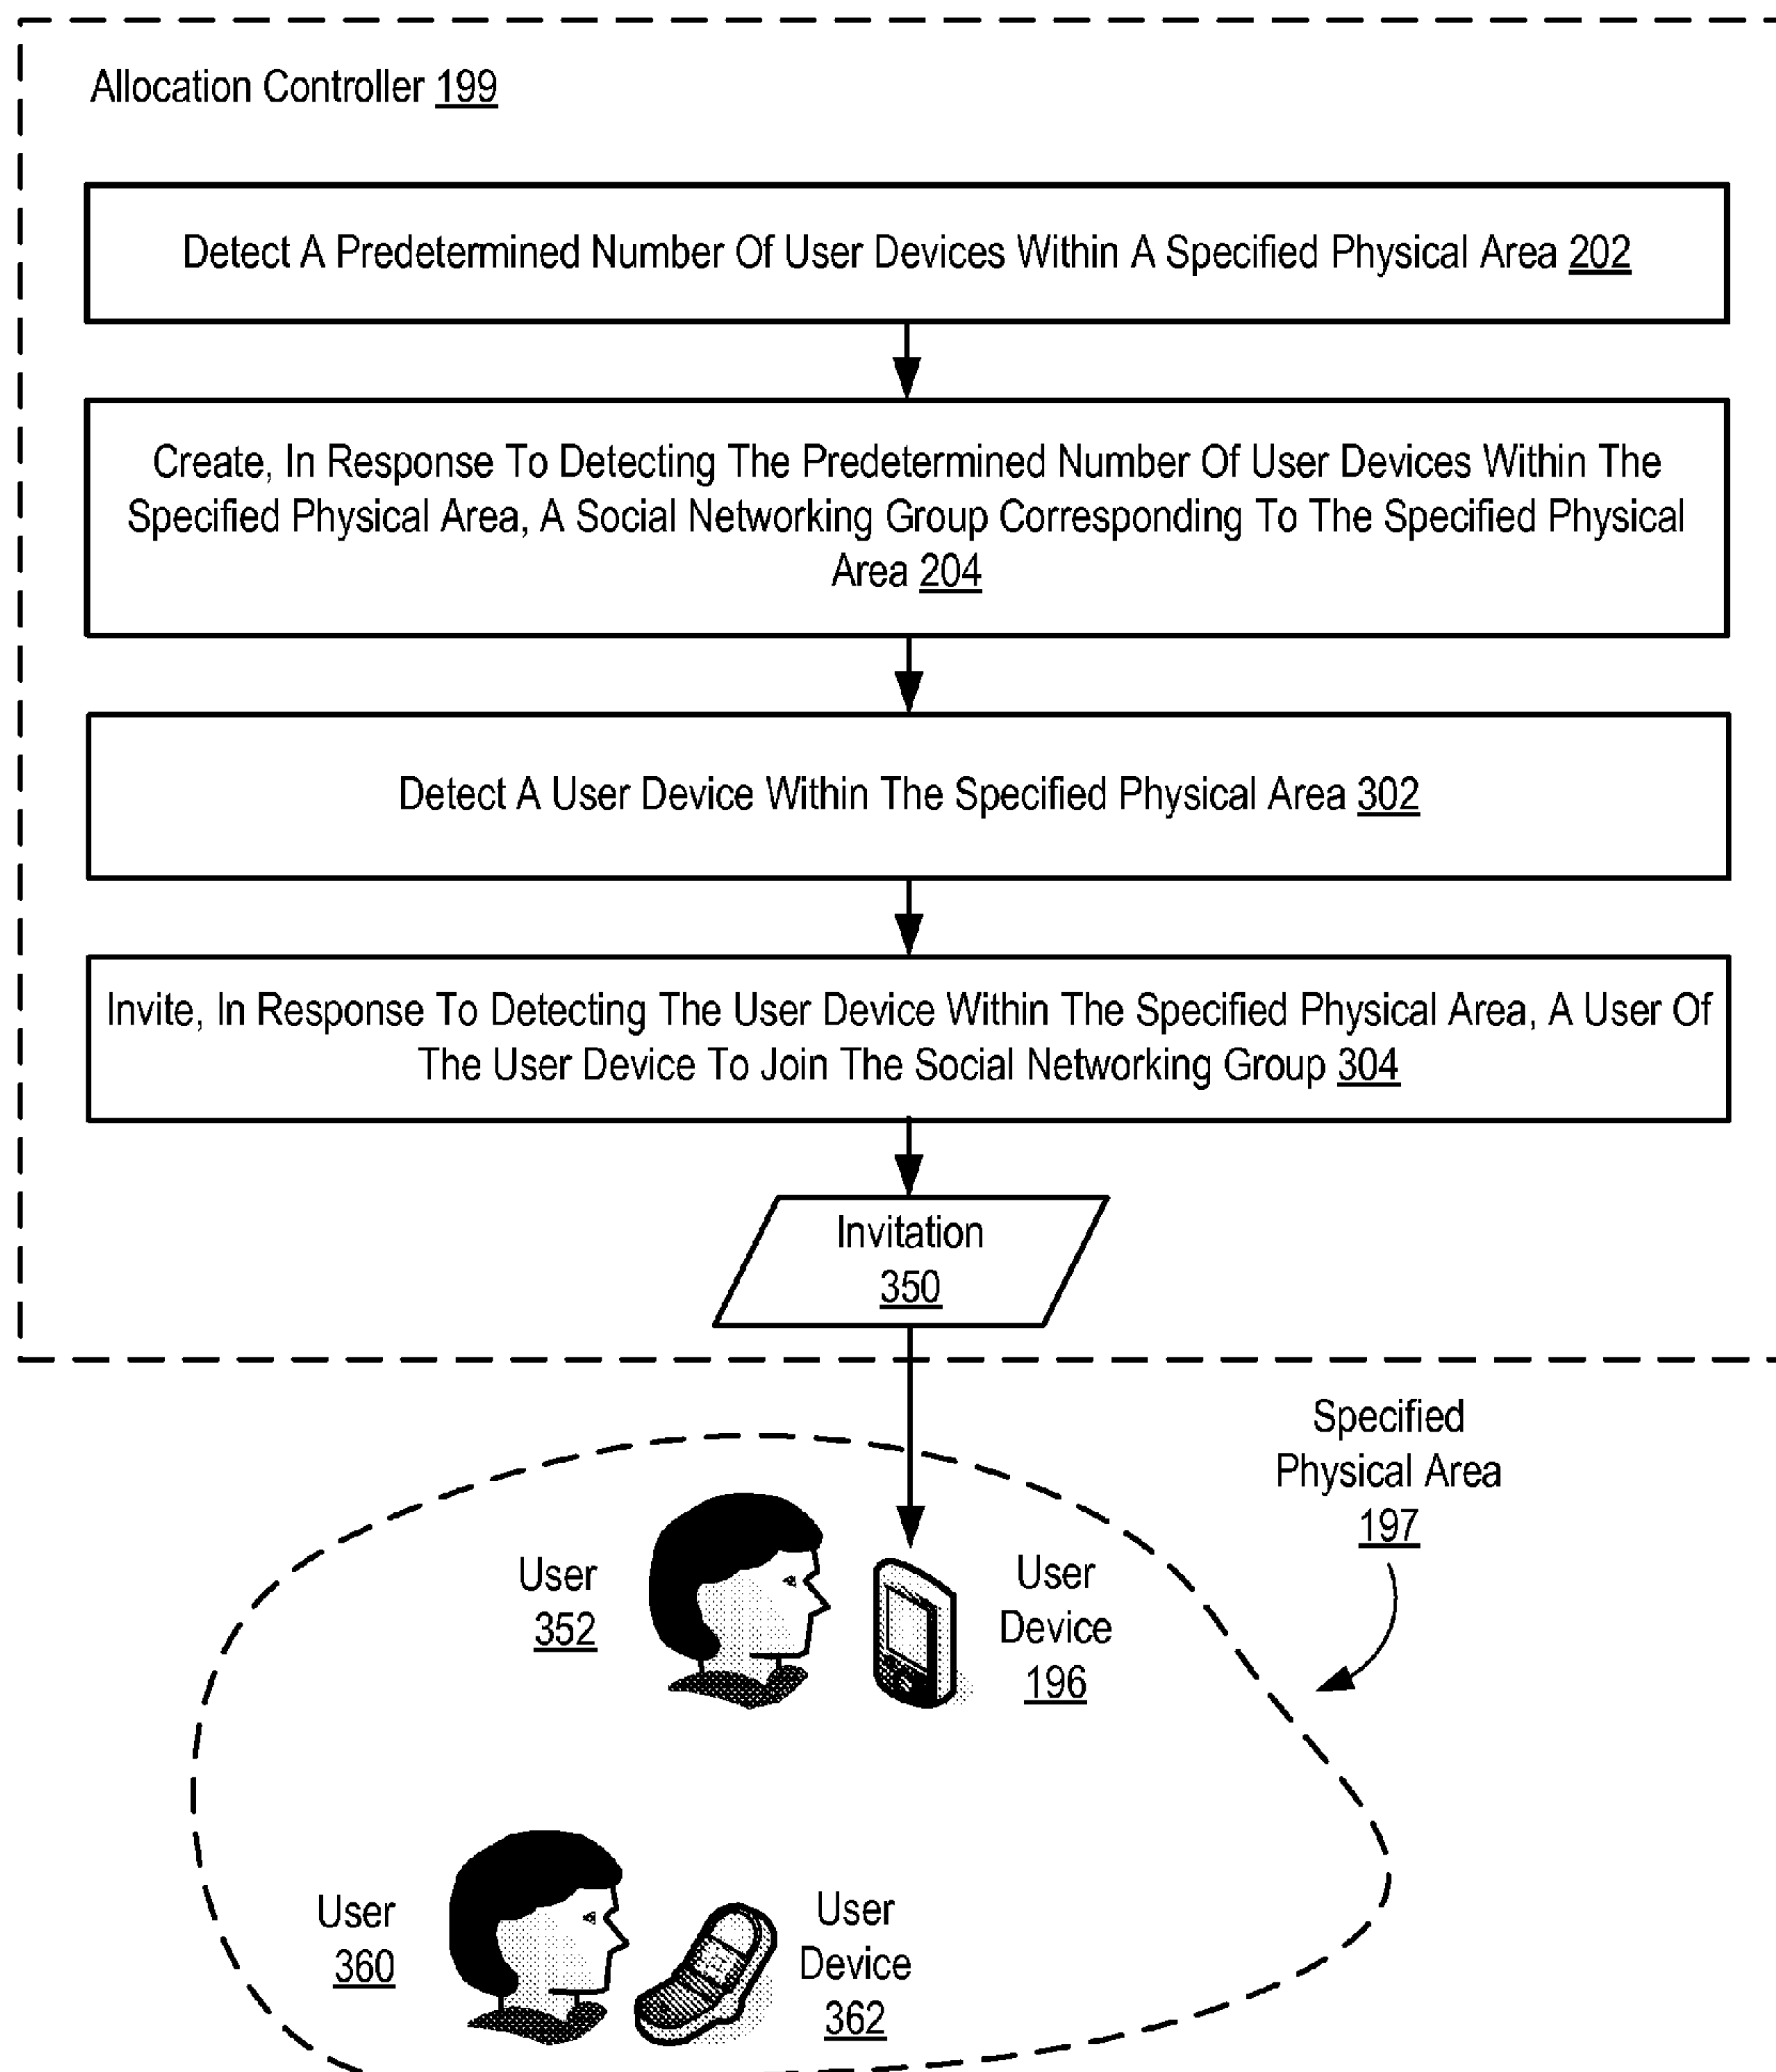 Allocation Controller 199
Detect A Predetermined Number Of User Devices Within A Specified Physical Area 202
Create, In Response To Detecting The Predetermined Number Of User Devices Within The
Specified Physical Area, A Social Networking Group Corresponding To The Specified Physical
Area 204
Detect A User Device Within The Specified Physical Area 302
Invite, In Response To Detecting The User Device Within The Specified Physical Area, A User Of
The User Device To Join The Social Networking Group 304
Invitation
350
Specified
Physical Area
197
User
352
User
Device
196
User
360
User
Device
362